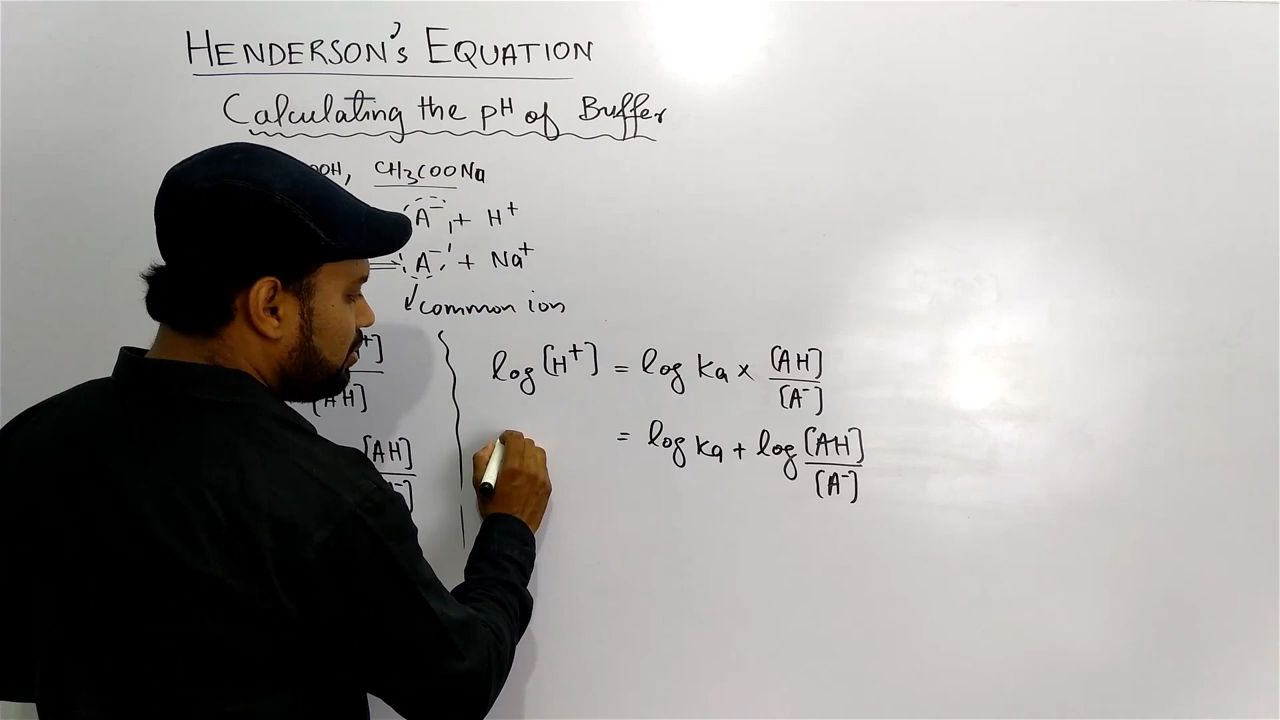 HENDERSON's EQUATION
Calculating the pH of Buffer
OOH, CH3COONa
A⁻ + H⁺
A⁻ + Na⁺
common ion
+]
[AH]
[AH]
log [H⁺] = log Ka × [AH]
[A⁻]
= log Ka + log [AH]
[A⁻]